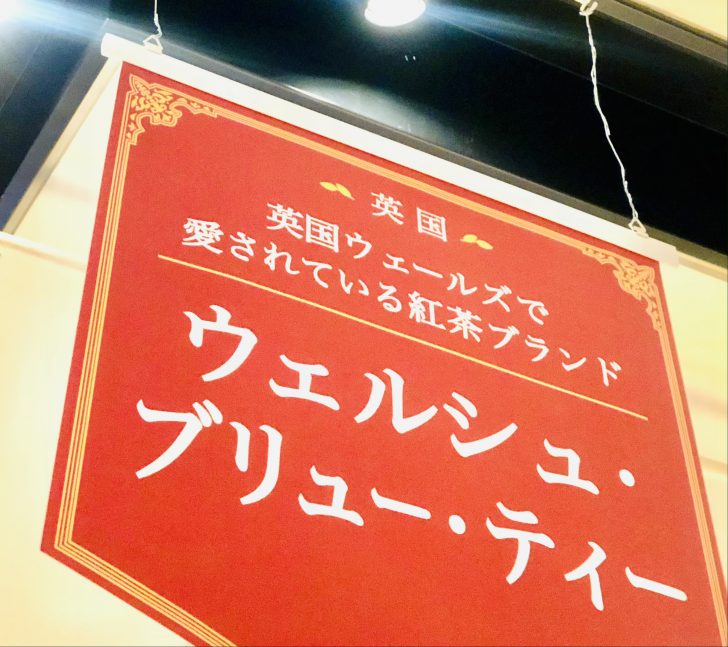 英国
英国ウェールズで
愛されている紅茶ブランド
ウェルシュ・
ブリュー・ティー